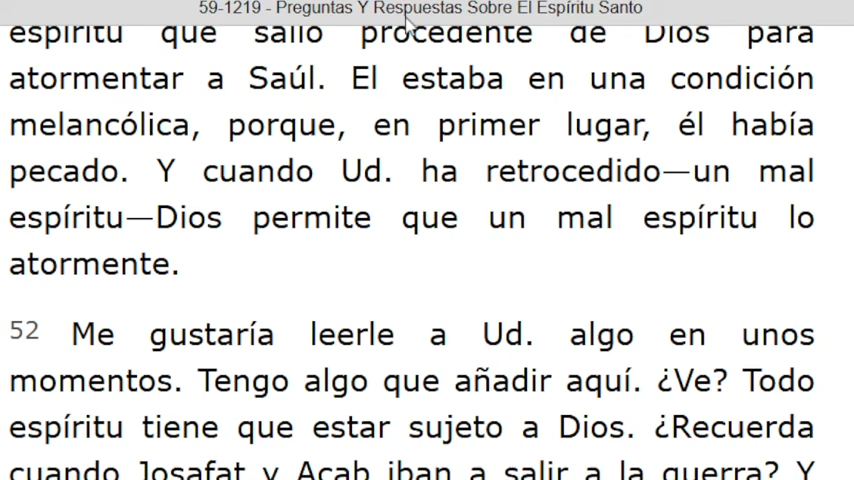 59-1219 - Preguntas Y Respuestas Sobre El Espíritu Santo
espíritu que salió procedente de Dios para
atormentar a Saúl. El estaba en una condición
melancólica, porque, en primer lugar, él había
pecado. Y cuando Ud. ha retrocedido—un mal
espíritu—Dios permite que un mal espíritu lo
atormente.
52 Me gustaría leerle a Ud. algo en unos
momentos. Tengo algo que añadir aquí. ¿Ve? Todo
espíritu tiene que estar sujeto a Dios. ¿Recuerda
cuando Josafat y Acab iban a salir a la guerra? Y